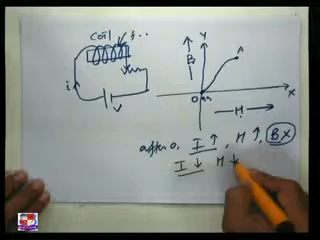 coil f..
Y
A
B
i
O
X
H
V
after o, I ↑, H ↑, B X
I ↓ H ↓